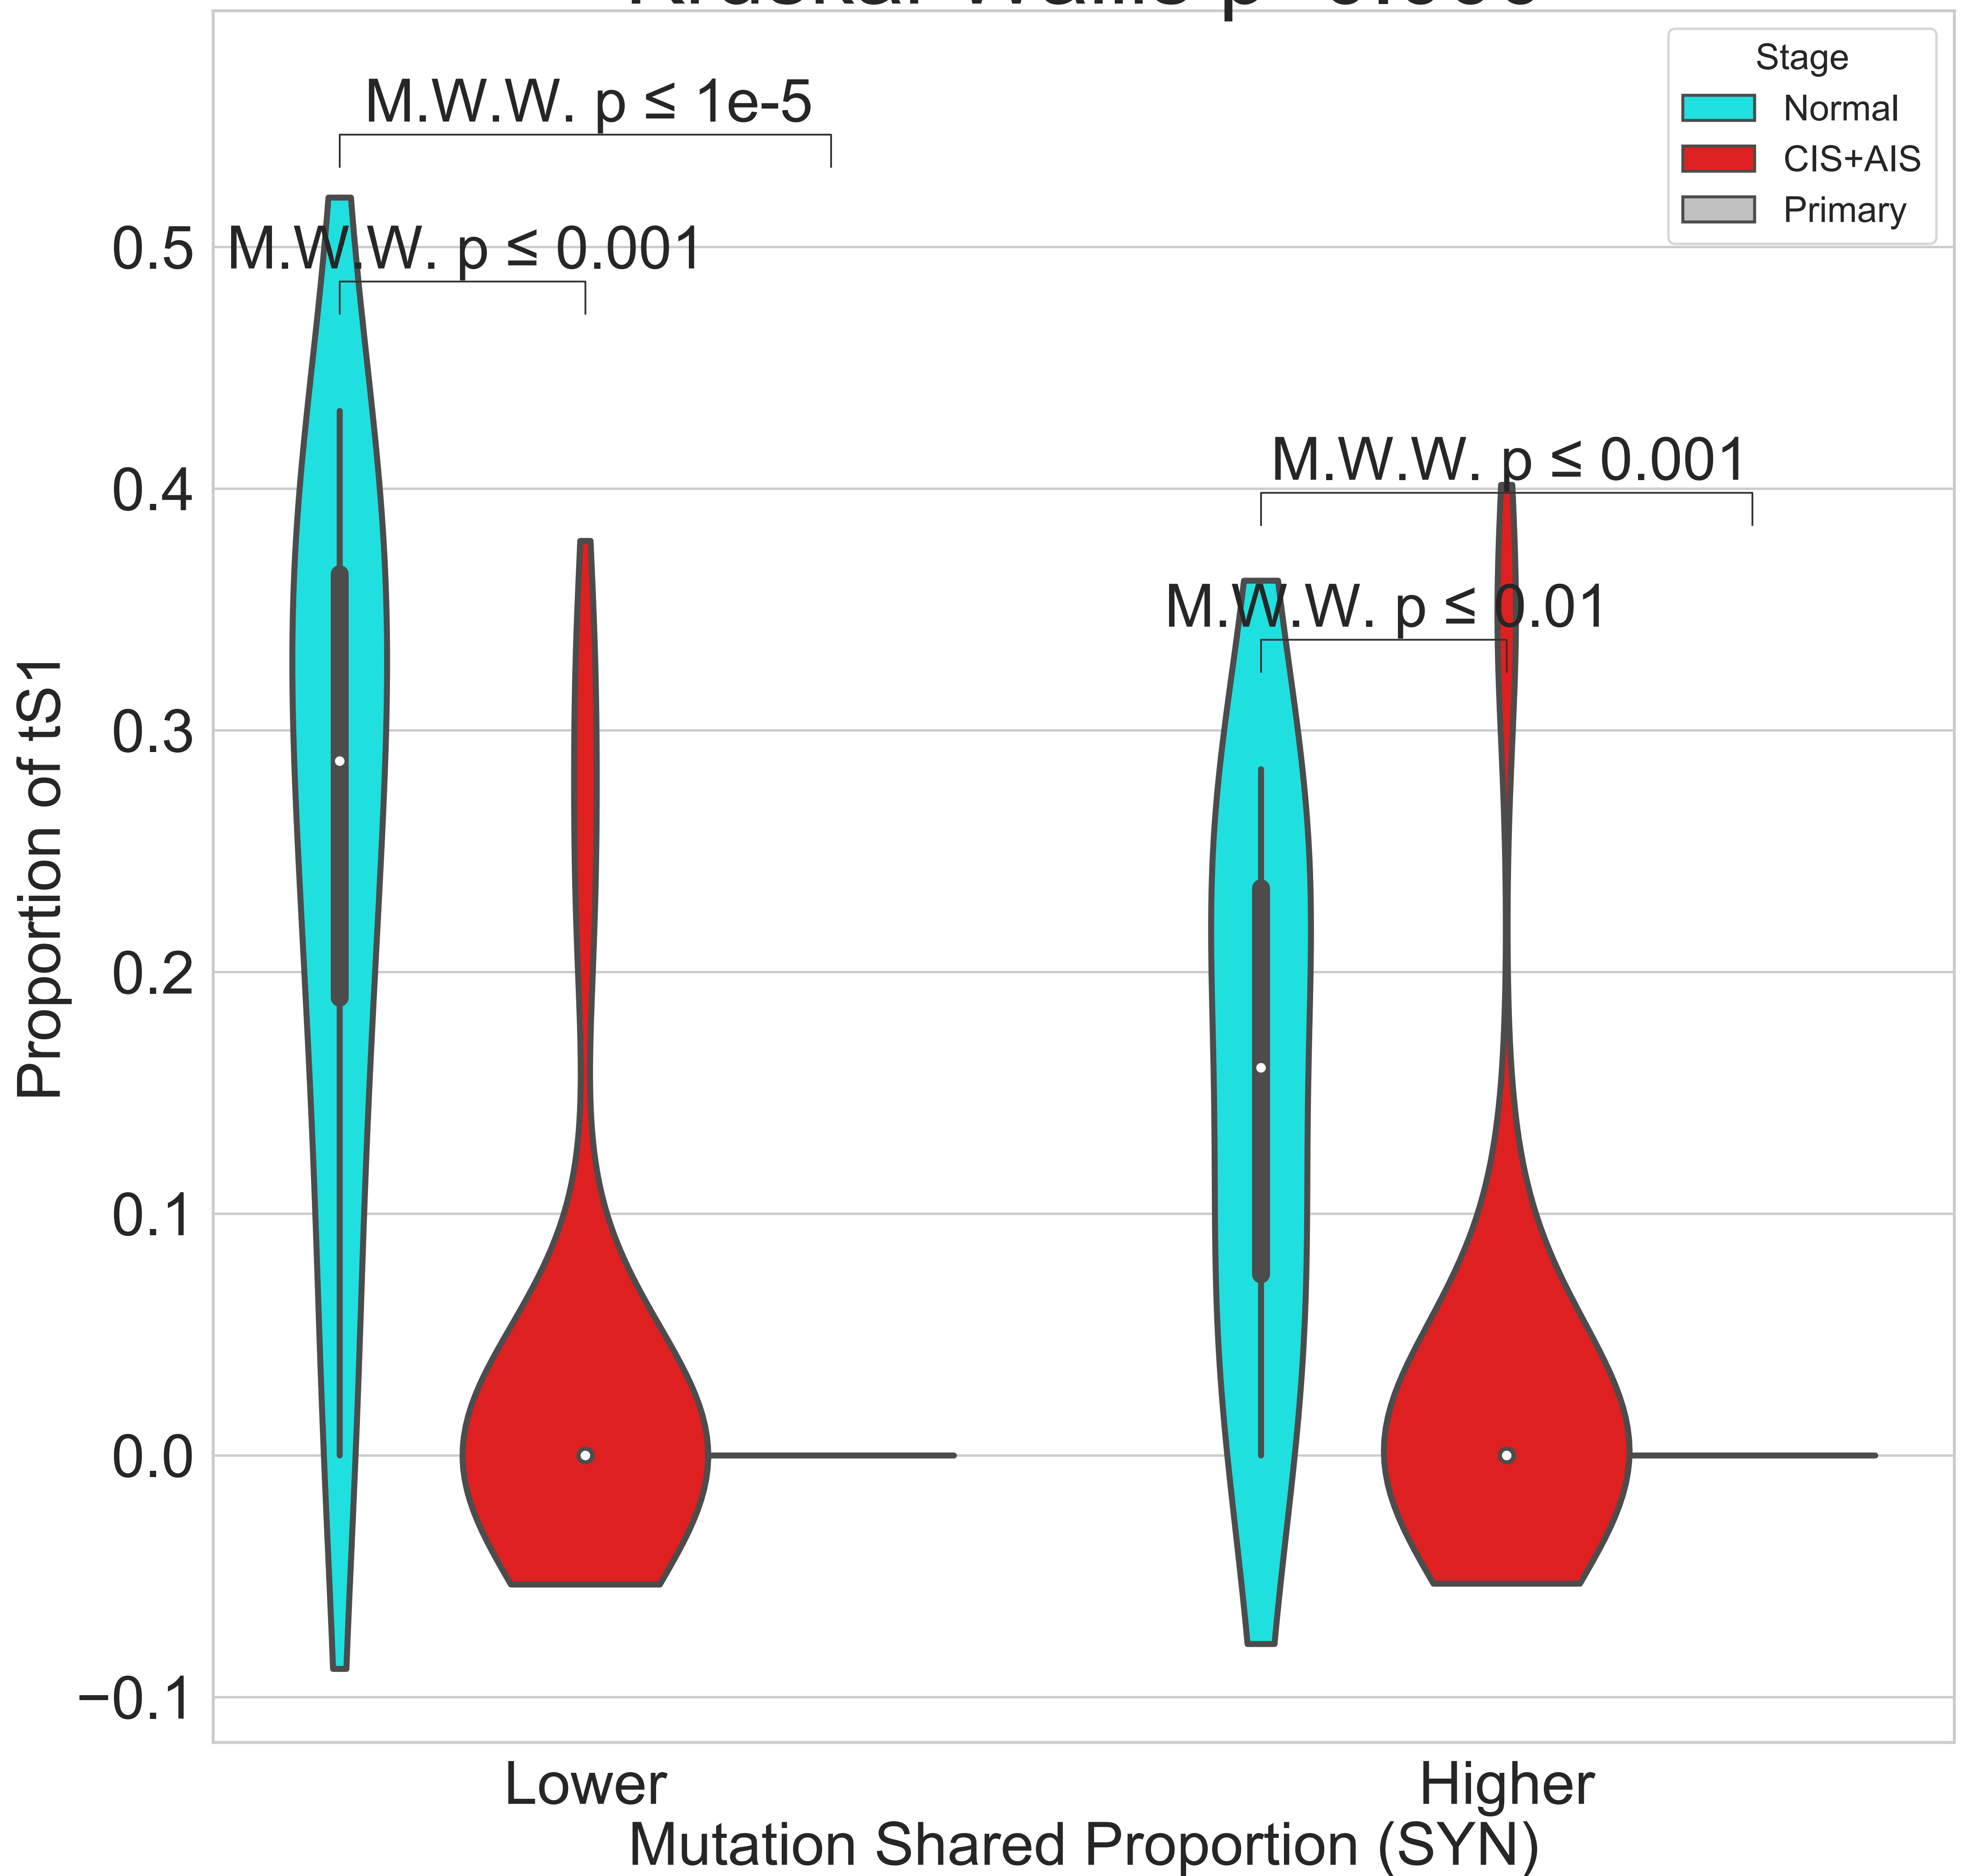 M.W.W. p ≤ 1e-5
Stage
Normal
CIS+AIS
Primary
M.W.W. p ≤ 0.001
M.W.W. p ≤ 0.001
M.W.W. p ≤ 0.01
0.5
0.4
0.3
0.2
0.1
0.0
−0.1
Proportion of tS1
Lower
Higher
Mutation Shared Proportion (SYN)